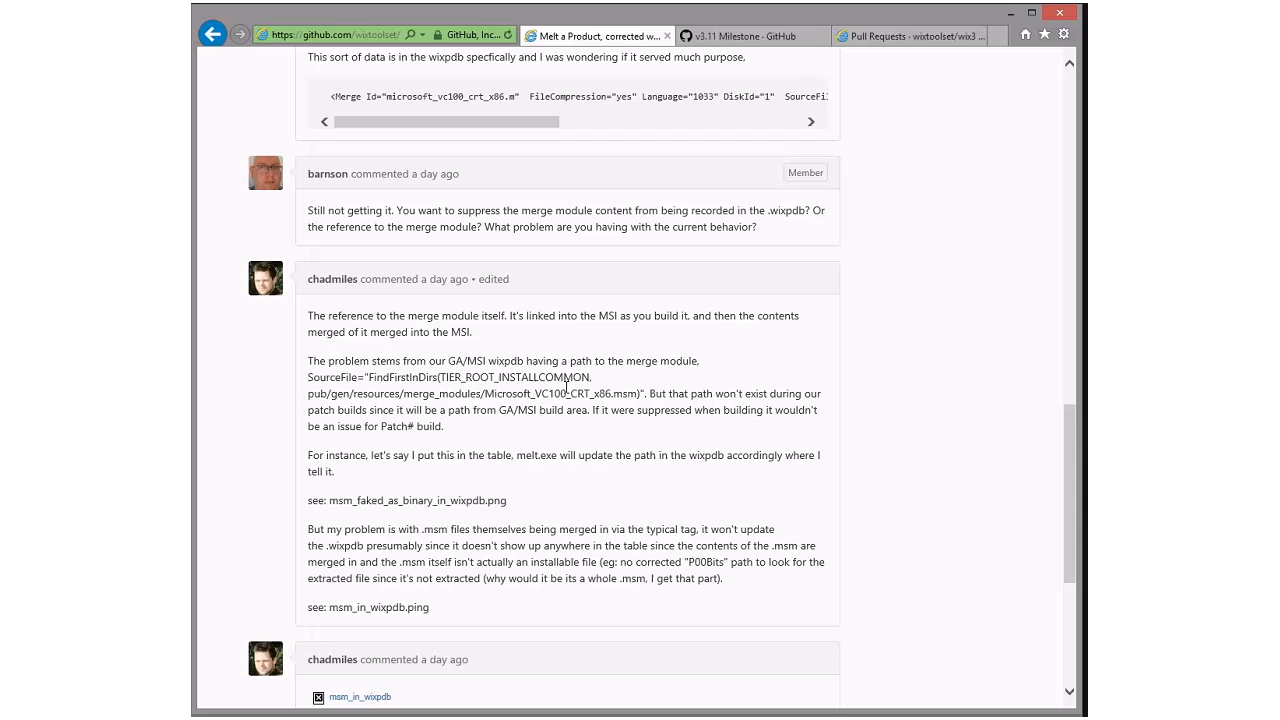 https://github.com/wixtoolset/
GitHub, Inc...
Melt a Product, corrected w...
v3.11 Milestone - GitHub
Pull Requests · wixtoolset/wix3 ...
This sort of data is in the wixpdb specfically and I was wondering if it served much purpose,
<Merge Id="microsoft_vc100_crt_x86.m" FileCompression="yes" Language="1033" DiskId="1" SourceFil
barnson commented a day ago
Member
Still not getting it. You want to suppress the merge module content from being recorded in the .wixpdb? Or
the reference to the merge module? What problem are you having with the current behavior?
chadmiles commented a day ago • edited
The reference to the merge module itself. It's linked into the MSI as you build it, and then the contents
merged of it merged into the MSI.
The problem stems from our GA/MSI wixpdb having a path to the merge module,
SourceFile="FindFirstInDirs(TIER_ROOT_INSTALLCOMMON,
pub/gen/resources/merge_modules/Microsoft_VC100_CRT_x86.msm)". But that path won't exist during our
patch builds since it will be a path from GA/MSI build area. If it were suppressed when building it wouldn't
be an issue for Patch# build.
For instance, let's say I put this in the table, melt.exe will update the path in the wixpdb accordingly where I
tell it.
see: msm_faked_as_binary_in_wixpdb.png
But my problem is with .msm files themselves being merged in via the typical tag, it won't update
the .wixpdb presumably since it doesn't show up anywhere in the table since the contents of the .msm are
merged in and the .msm itself isn't actually an installable file (eg: no corrected "P00Bits" path to look for the
extracted file since it's not extracted (why would it be its a whole .msm, I get that part).
see: msm_in_wixpdb.ping
chadmiles commented a day ago
msm_in_wixpdb